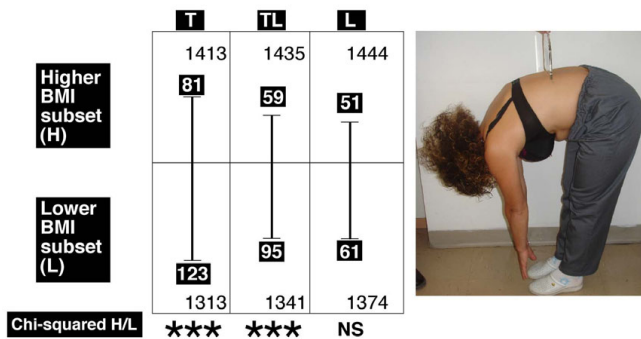 T TL L
1413 1435 1444
Higher
BMI
subset
(H)
81 59 51
Lower
BMI
subset
(L)
123 95 61
1313 1341 1374
Chi-squared H/L *** *** NS